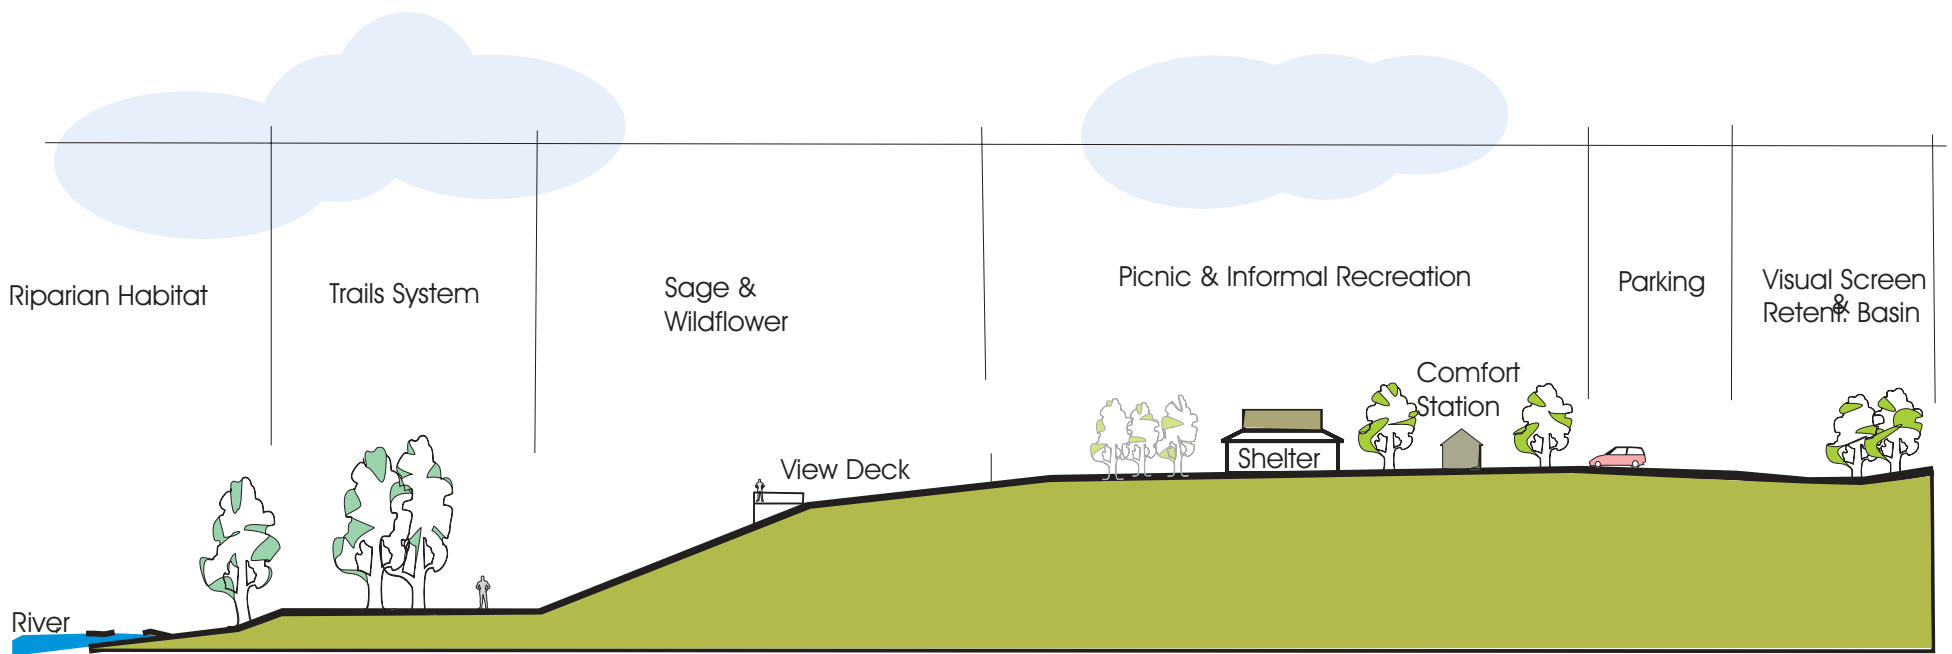 Riparian Habitat
Trails System
Sage &
Wildflower
Picnic & Informal Recreation
Parking
Visual Screen
&
Retent. Basin
Comfort
Station
Shelter
View Deck
River